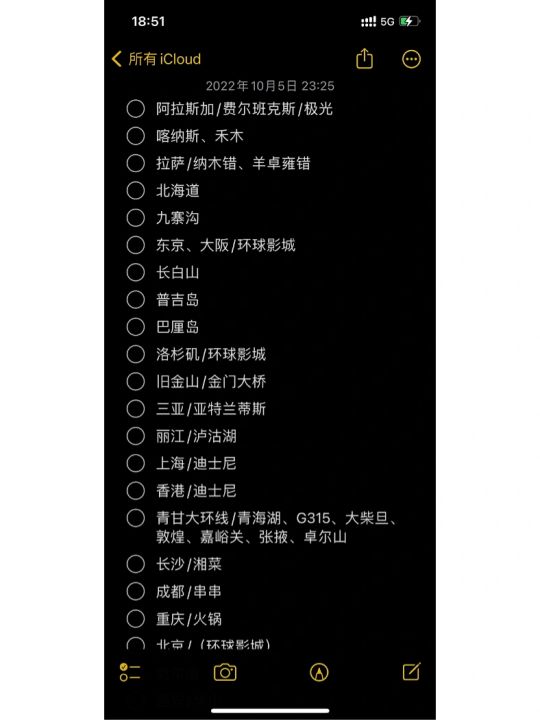 18:51
5G
所有 iCloud
2022年10月5日 23:25
阿拉斯加/费尔班克斯/极光
喀纳斯、禾木
拉萨/纳木错、羊卓雍错
北海道
九寨沟
东京、大阪/环球影城
长白山
普吉岛
巴厘岛
洛杉矶/环球影城
旧金山/金门大桥
三亚/亚特兰蒂斯
丽江/泸沽湖
上海/迪士尼
香港/迪士尼
青甘大环线/青海湖、G315、大柴旦、
敦煌、嘉峪关、张掖、卓尔山
长沙/湘菜
成都/串串
重庆/火锅
北京/（环球影城）